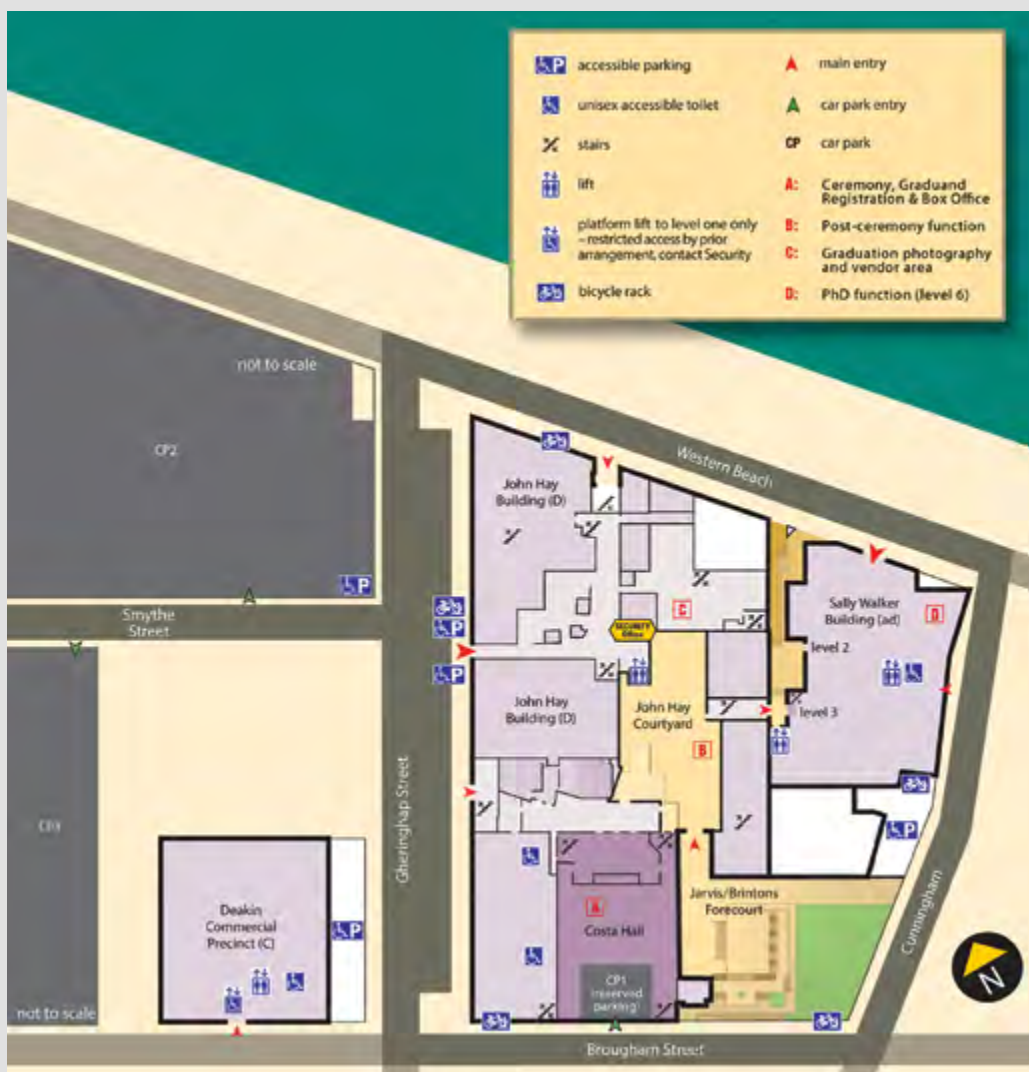 P accessible parking
unisex accessible toilet
stairs
lift
platform lift to level one only
– restricted access by prior
arrangement, contact Security
bicycle rack
main entry
car park entry
CP car park
A: Ceremony, Graduand
Registration & Box Office
B: Post-ceremony function
C: Graduation photography
and vendor area
D: PhD function (level 6)
not to scale
CP2
P
Smythe
Street
CP3
not to scale
Deakin
Commercial
Precinct (C)
P
Gheringhap Street
Western Beach
John Hay
Building (D)
P
P
SECURITY
Office
C
John Hay
Building (D)
John Hay
Courtyard
B
Sally Walker
Building (ad)
D
level 2
level 3
P
A
Costa Hall
CP1
(reserved
parking)
Jarvis/Brintons
Forecourt
Cunningham
N
Brougham Street